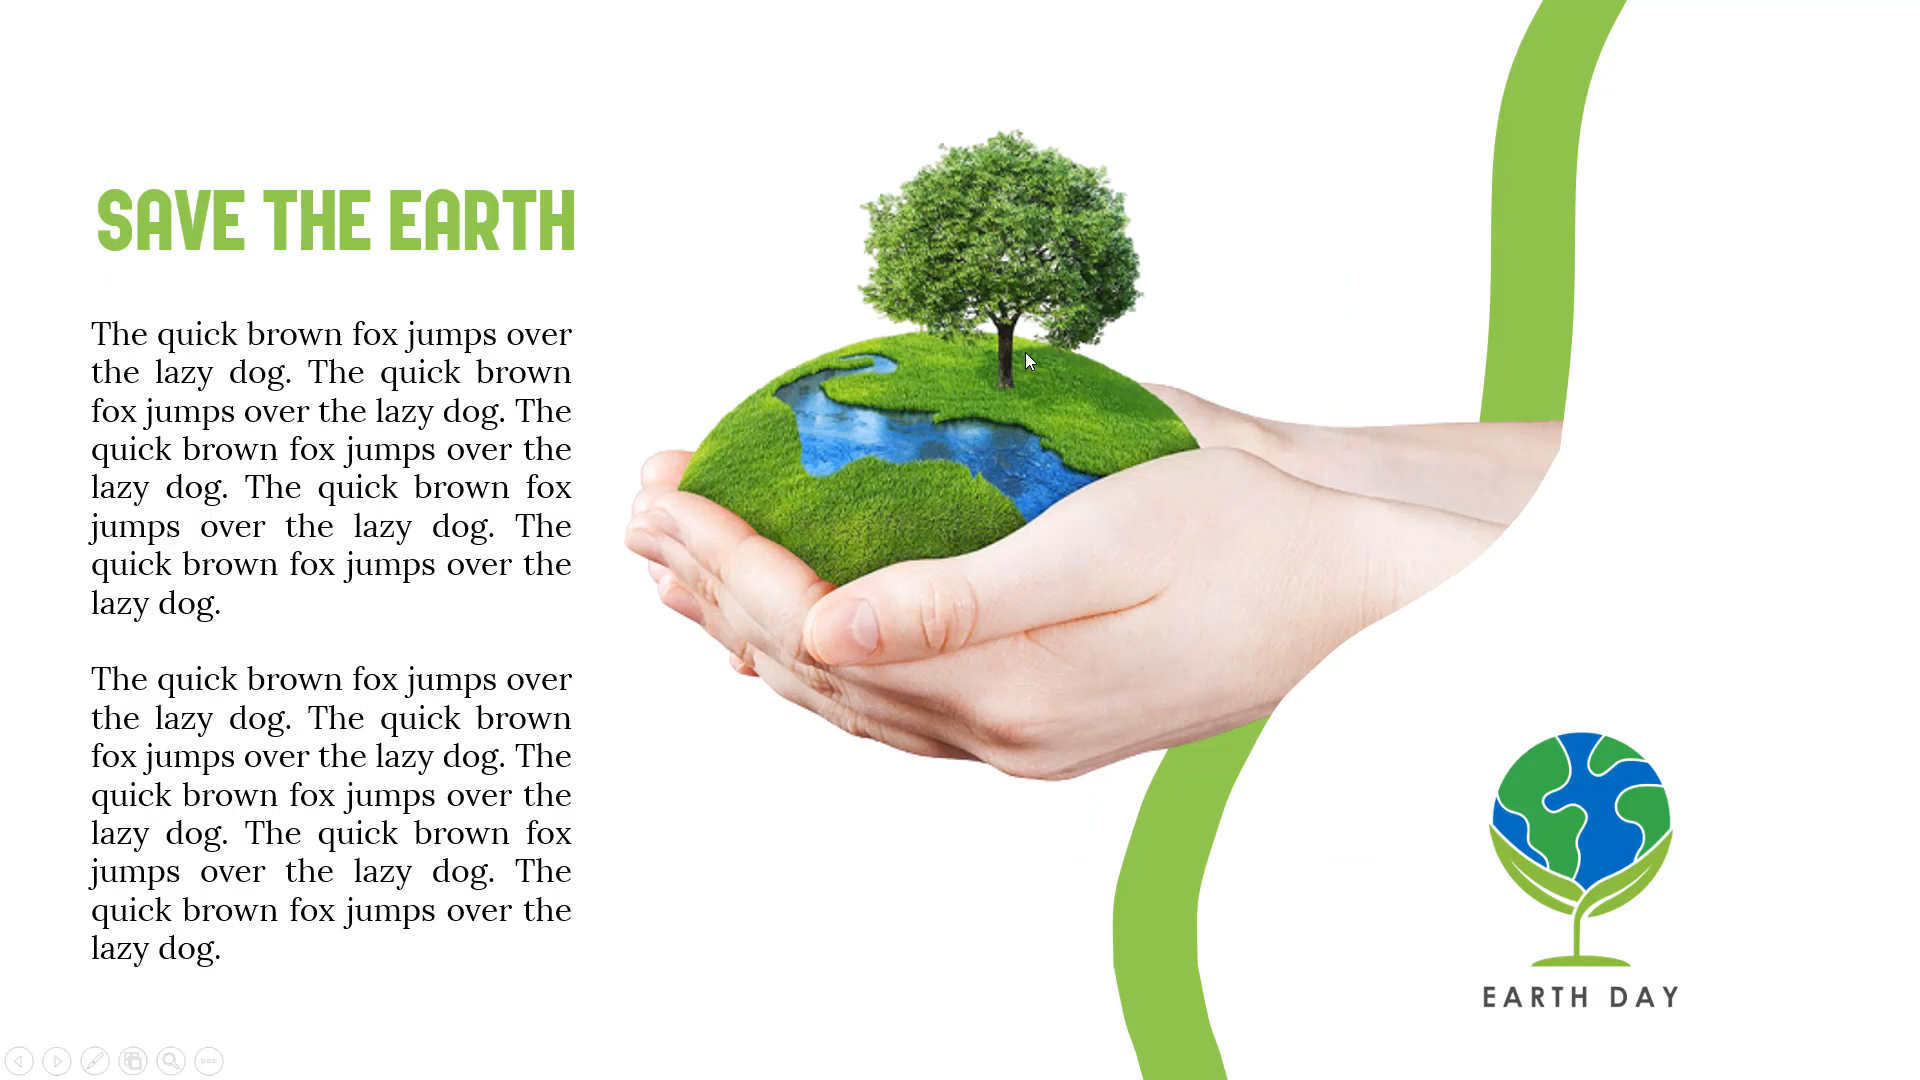 SAVE THE EARTH
The quick brown fox jumps over
the lazy dog. The quick brown
fox jumps over the lazy dog. The
quick brown fox jumps over the
lazy dog. The quick brown fox
jumps over the lazy dog. The
quick brown fox jumps over the
lazy dog.
The quick brown fox jumps over
the lazy dog. The quick brown
fox jumps over the lazy dog. The
quick brown fox jumps over the
lazy dog. The quick brown fox
jumps over the lazy dog. The
quick brown fox jumps over the
lazy dog.
EARTH DAY